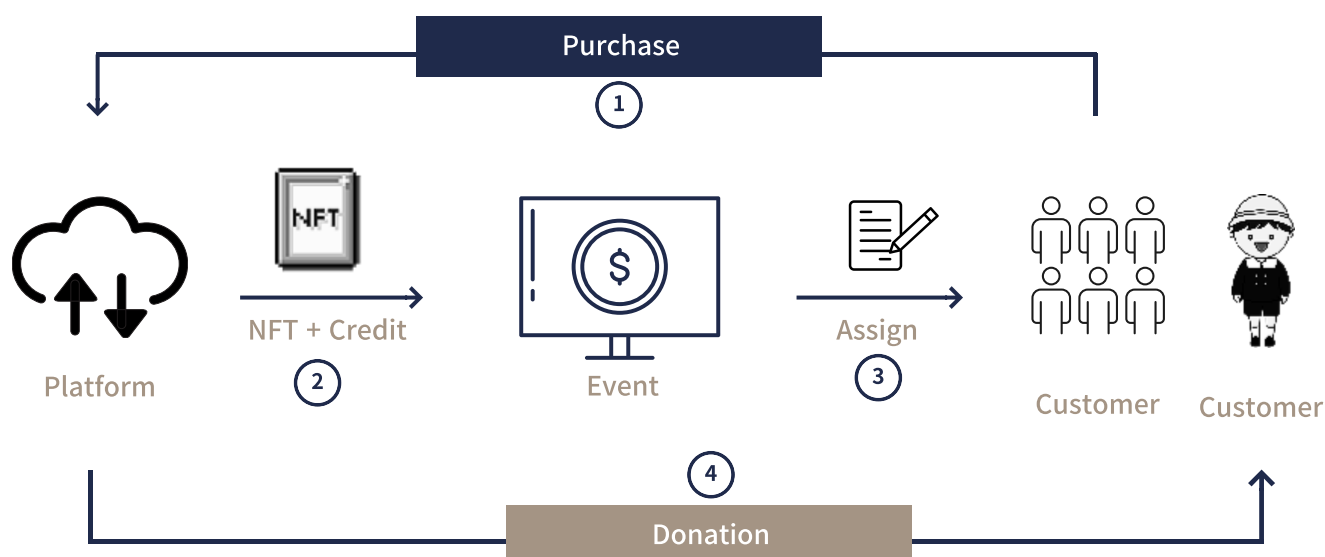 Purchase
1
NFT
NFT + Credit
2
$
Assign
3
Platform
Event
Customer
Customer
4
Donation